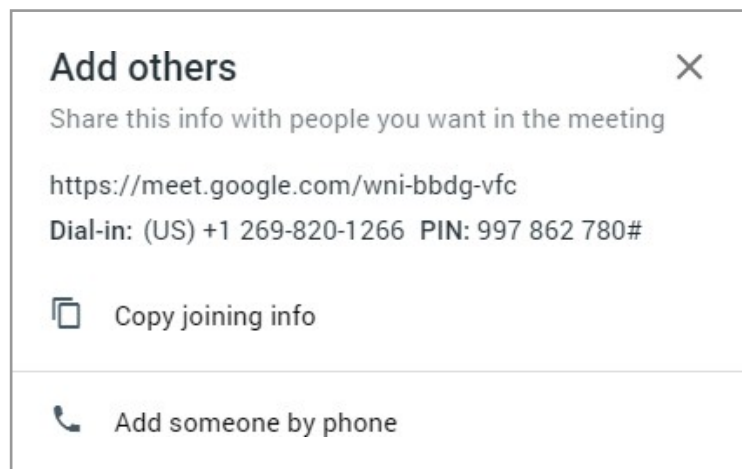 Add others
Share this info with people you want in the meeting
https://meet.google.com/wni-bbdg-vfc
Dial-in: (US) +1 269-820-1266 PIN: 997 862 780#
Copy joining info
Add someone by phone